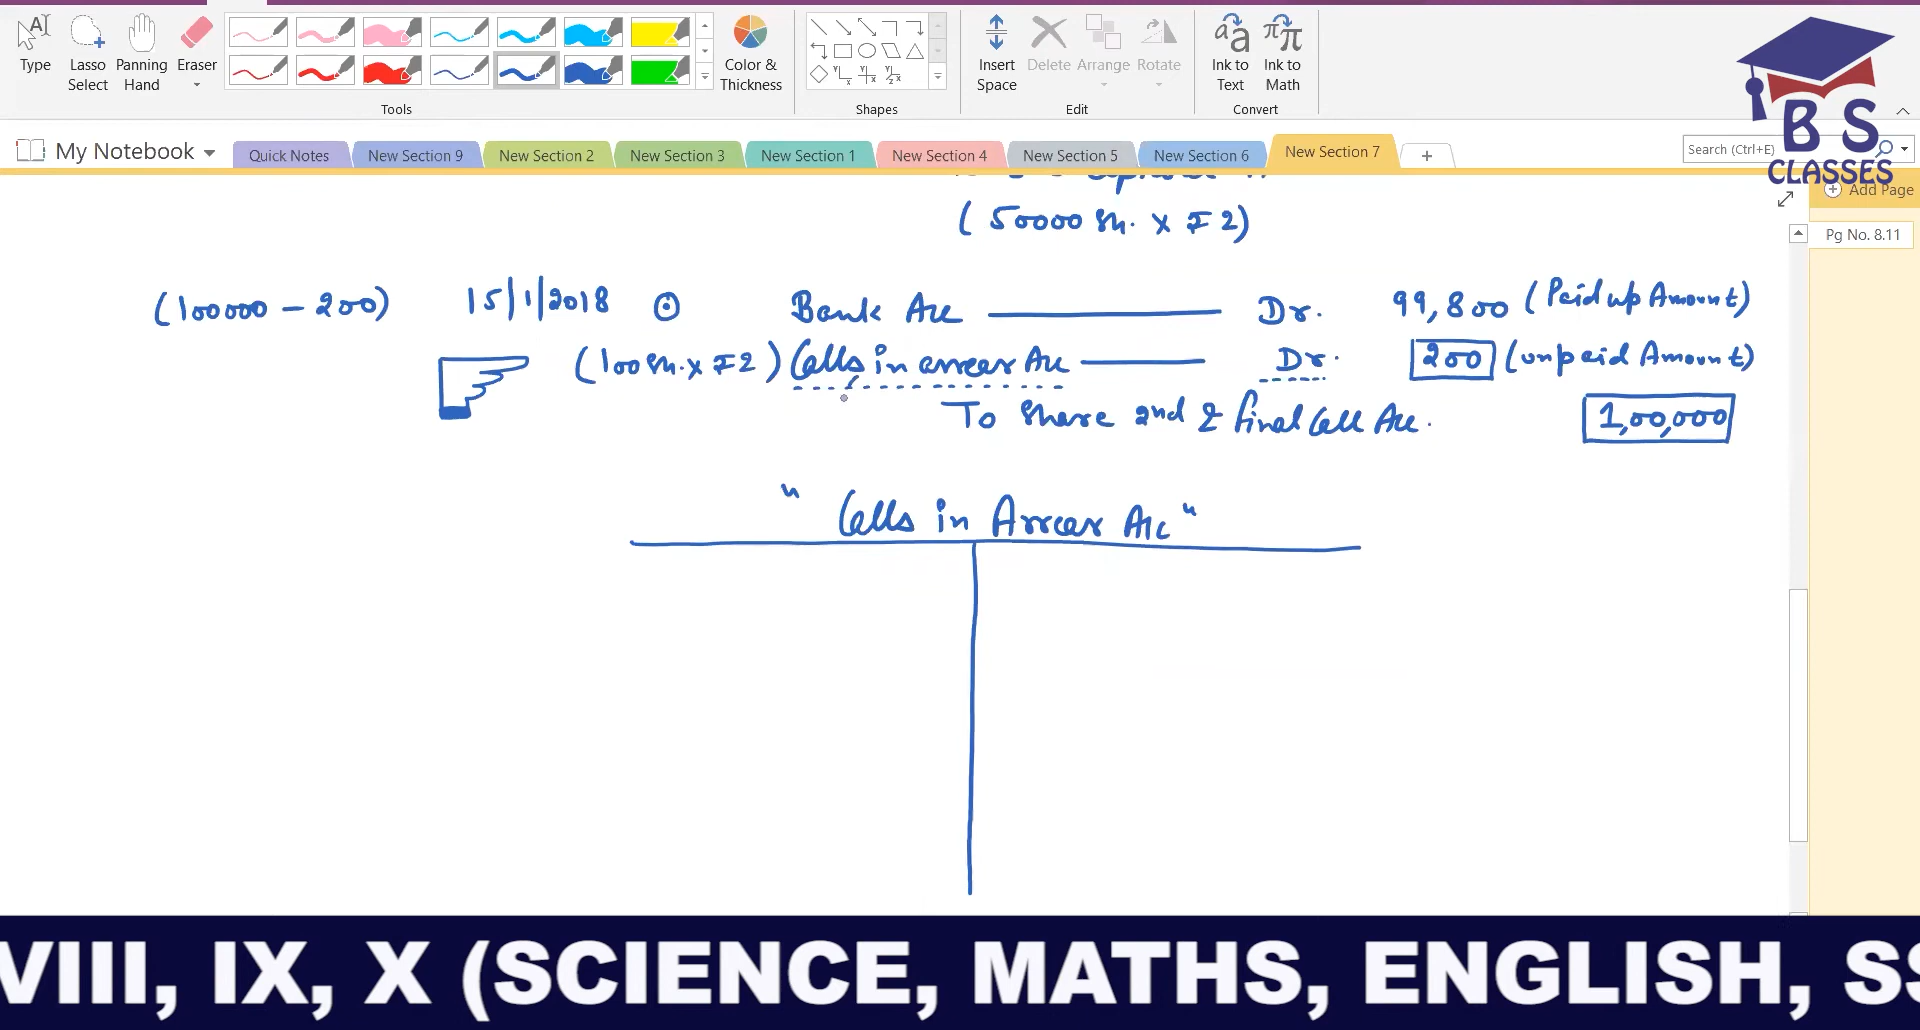 Type
Lasso Select
Panning Hand
Eraser
Color & Thickness
Insert Space
Delete
Arrange
Rotate
Ink to Text
Ink to Math
Tools
Shapes
Edit
Convert
B S
CLASSES
My Notebook
Quick Notes
New Section 9
New Section 2
New Section 3
New Section 1
New Section 4
New Section 5
New Section 6
New Section 7
Search (Ctrl+E)
Add Page
Pg No. 8.11
(50000 Sh. x ₹ 2)
(100000 - 200) 15/1/2018 Bank A/c Dr. 99,800 (Paid up Amount)
(100 Sh. x ₹ 2) Calls in arrear A/c Dr. 200 (unpaid Amount)
To Share 2nd & final Call A/c. 1,00,000
" Calls in Arrear A/c "
VIII, IX, X (SCIENCE, MATHS, ENGLISH, SS